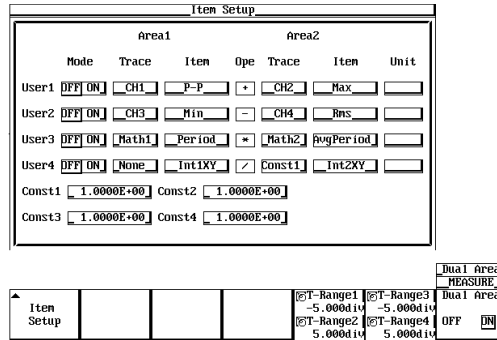 Item Setup
Area1 Area2
Mode Trace Item Ope Trace Item Unit
User1 OFF ON CH1 P-P + CH2 Max
User2 OFF ON CH3 Min - CH4 Rms
User3 OFF ON Math1 Period * Math2 AvgPeriod
User4 OFF ON None Int1XY / Const1 Int2XY
Const1 1.0000E+00 Const2 1.0000E+00
Const3 1.0000E+00 Const4 1.0000E+00
Dual Area
MEASURE
Item Setup
T-Range1 -5.000div
T-Range2 5.000div
T-Range3 -5.000div
T-Range4 5.000div
Dual Area
OFF ON